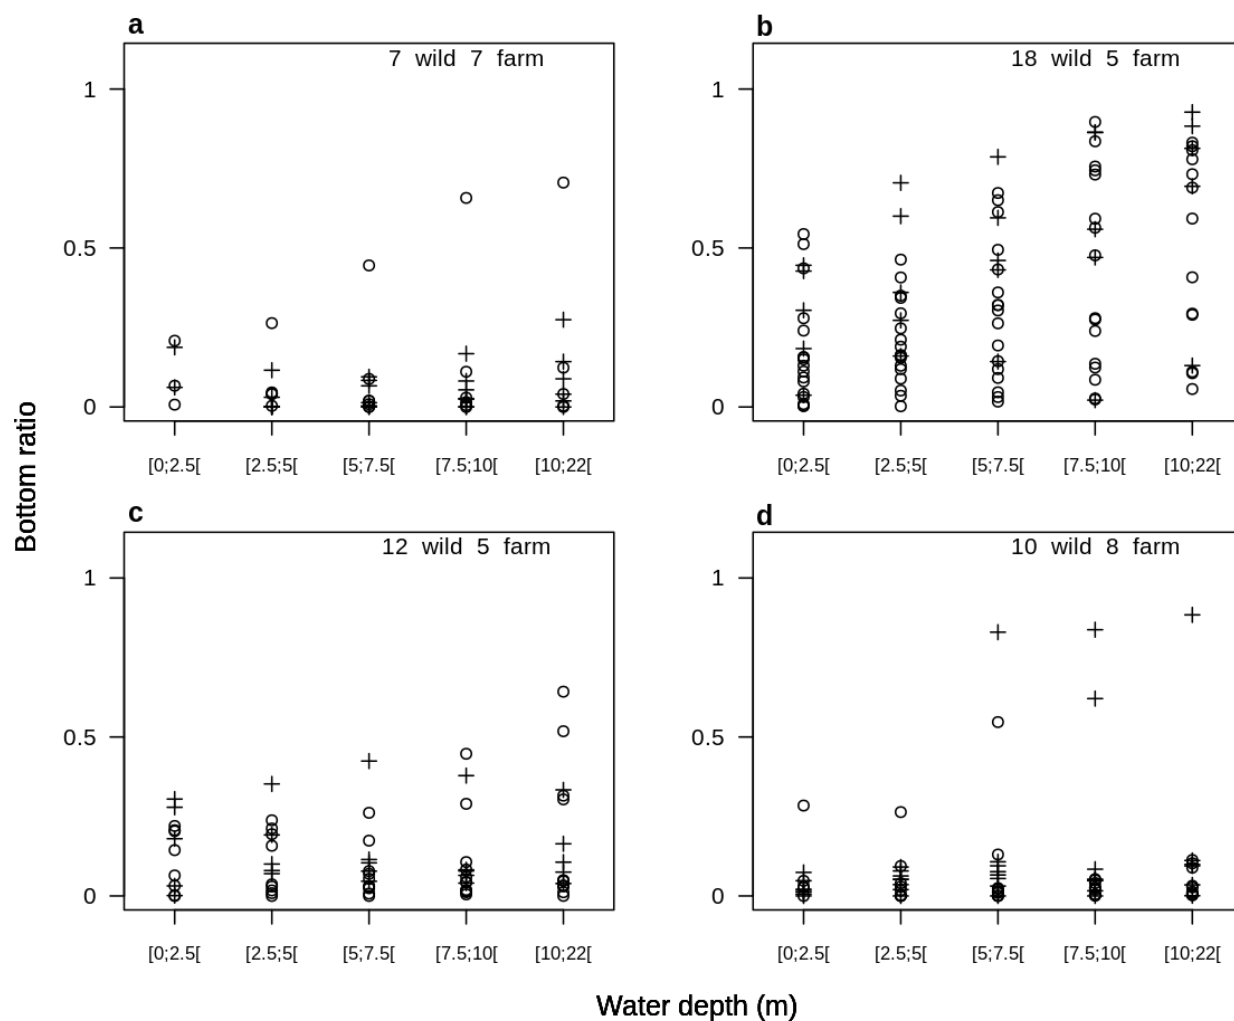 a
7 wild 7 farm
1
0.5
0
[0;2.5[ [2.5;5[ [5;7.5[ [7.5;10[ [10;22[
b
18 wild 5 farm
1
0.5
0
[0;2.5[ [2.5;5[ [5;7.5[ [7.5;10[ [10;22[
Bottom ratio
c
12 wild 5 farm
1
0.5
0
[0;2.5[ [2.5;5[ [5;7.5[ [7.5;10[ [10;22[
d
10 wild 8 farm
1
0.5
0
[0;2.5[ [2.5;5[ [5;7.5[ [7.5;10[ [10;22[
Water depth (m)